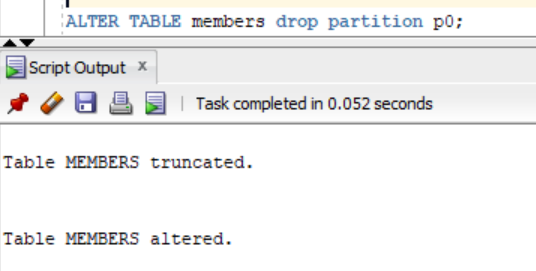 ALTER TABLE members drop partition p0;
Script Output x
Task completed in 0.052 seconds
Table MEMBERS truncated.
Table MEMBERS altered.